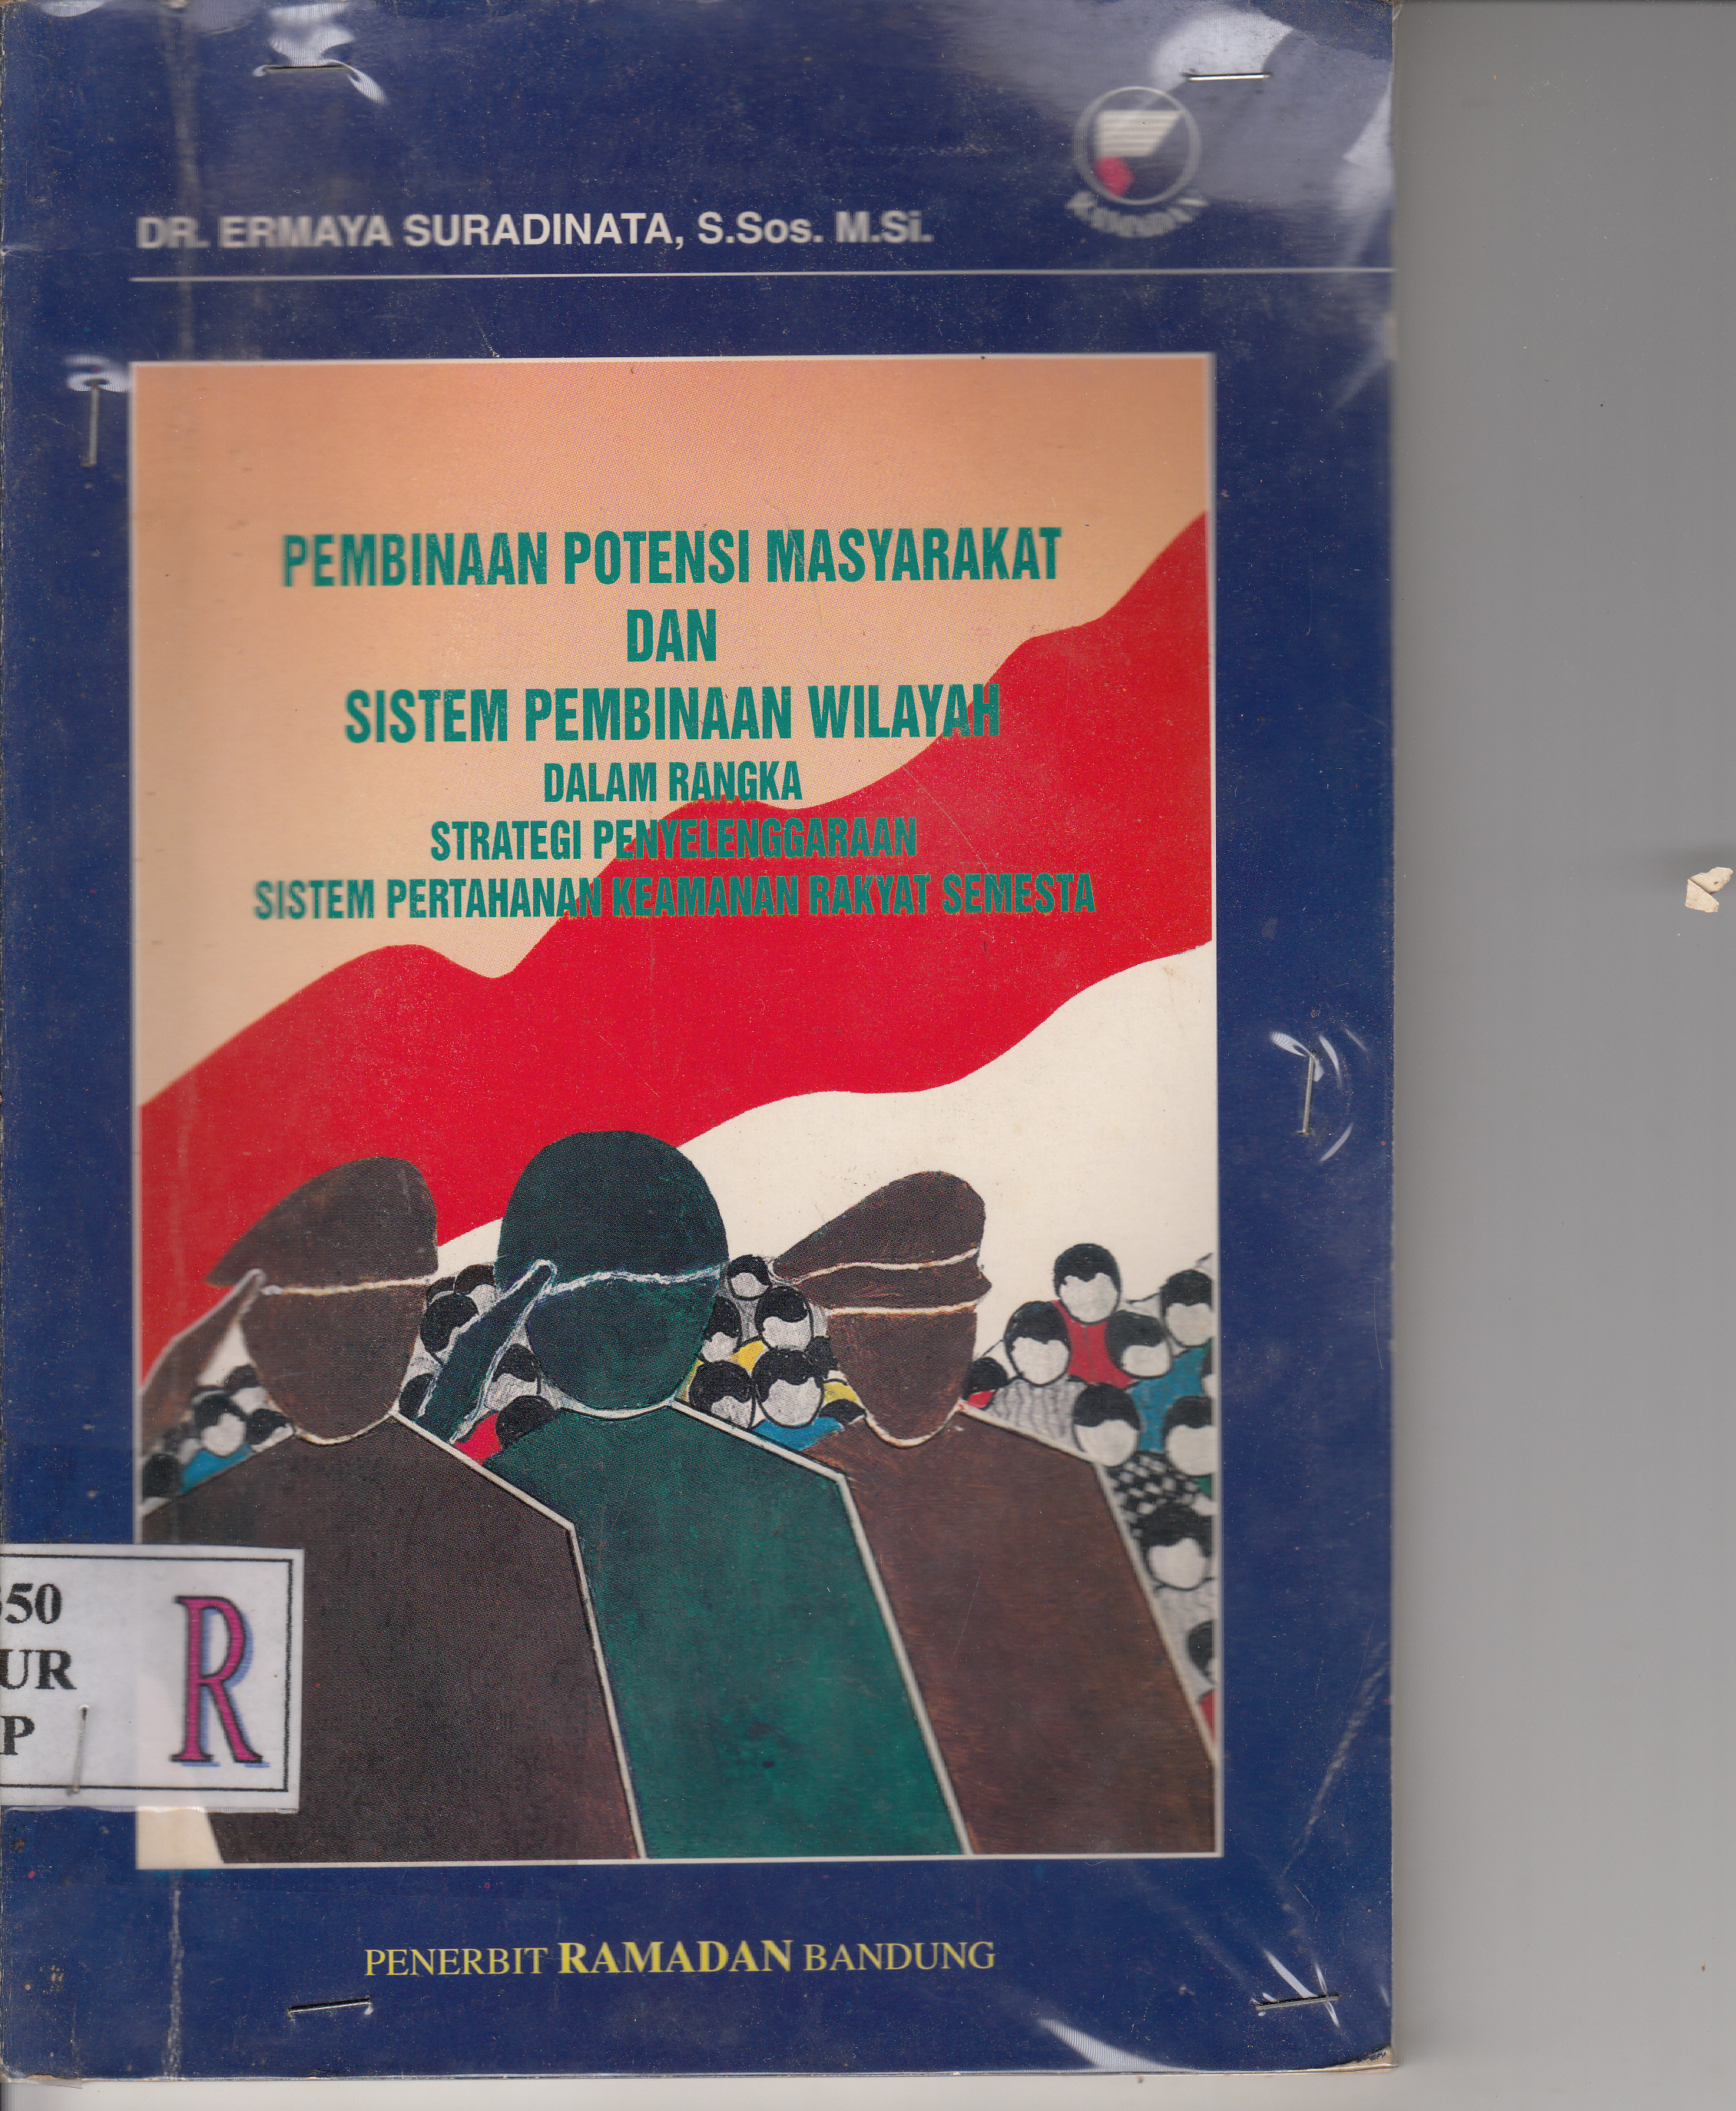 RAMADAN
DR. ERMAYA SURADINATA, S.Sos. M.Si.
PEMBINAAN POTENSI MASYARAKAT
DAN
SISTEM PEMBINAAN WILAYAH
DALAM RANGKA
STRATEGI PENYELENGGARAAN
SISTEM PERTAHANAN KEAMANAN RAKYAT SEMESTA
50
UR
P
R
PENERBIT RAMADAN BANDUNG